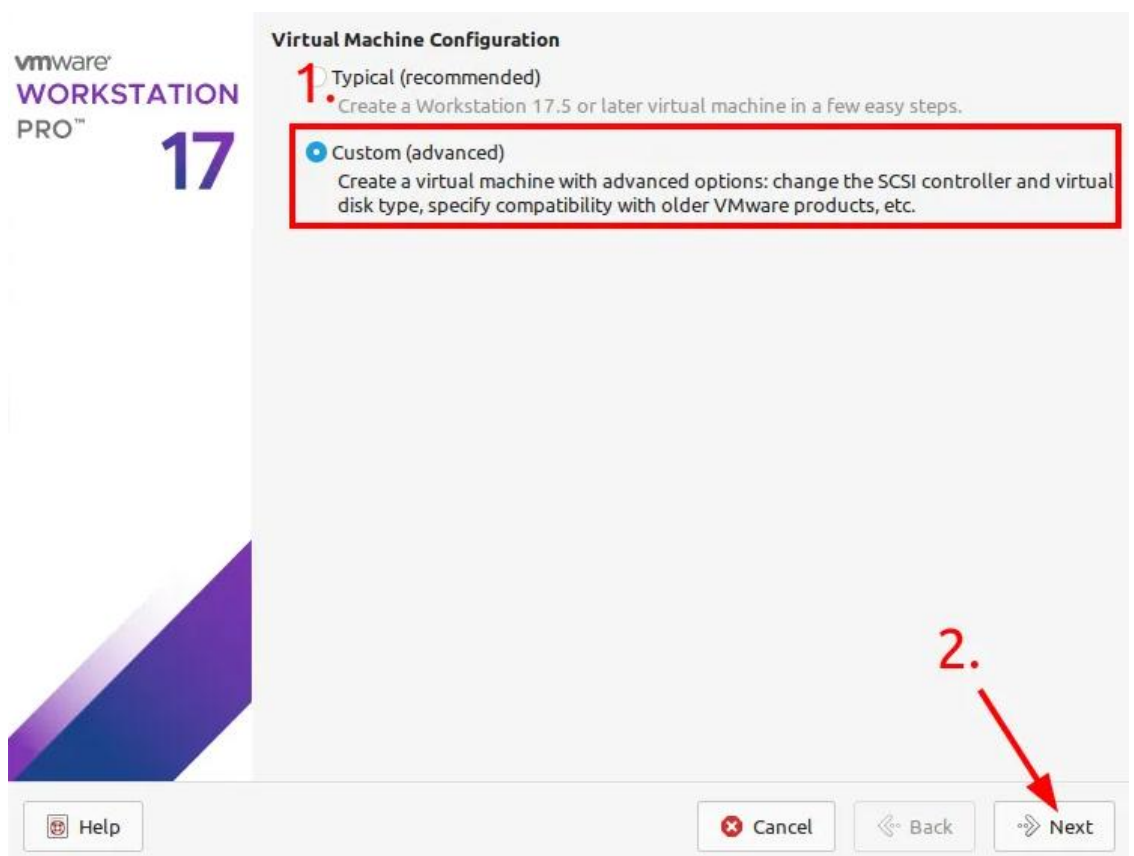 Virtual Machine Configuration
vmware®
WORKSTATION
PRO™
17
1.
Typical (recommended)
Create a Workstation 17.5 or later virtual machine in a few easy steps.
Custom (advanced)
Create a virtual machine with advanced options: change the SCSI controller and virtual
disk type, specify compatibility with older VMware products, etc.
2.
Help
Cancel
Back
Next